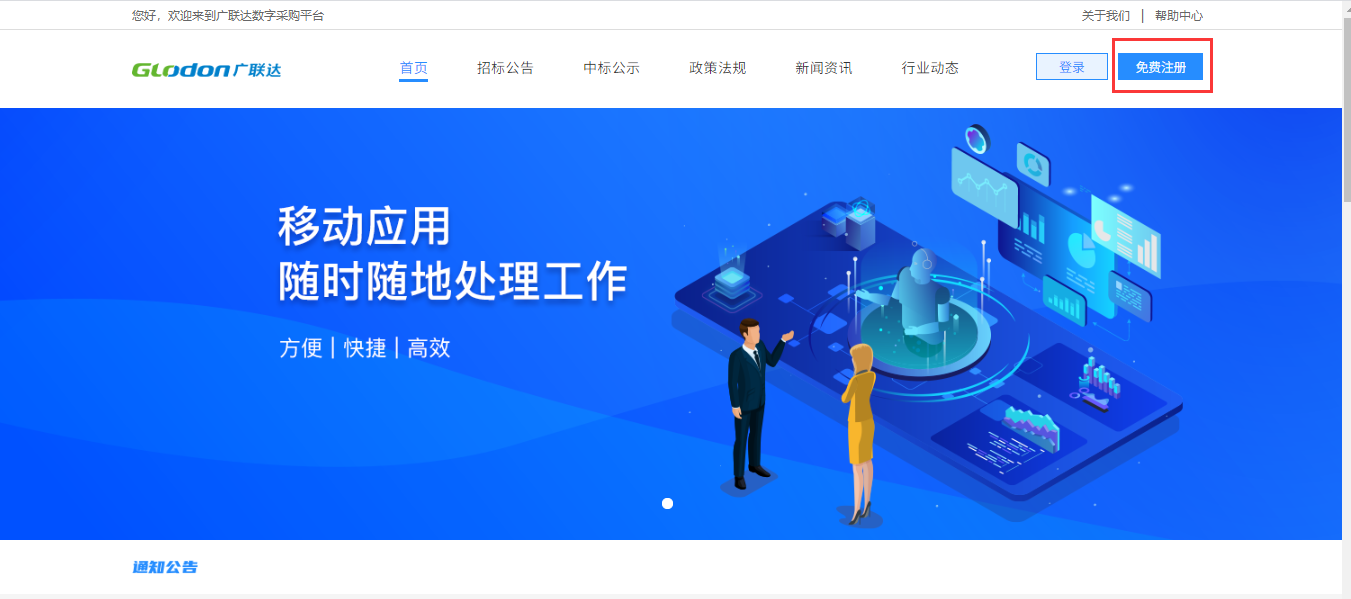 您好，欢迎来到广联达数字采购平台
关于我们 | 帮助中心
GLodon广联达
首页 招标公告 中标公示 政策法规 新闻资讯 行业动态 登录 免费注册
移动应用
随时随地处理工作
方便 | 快捷 | 高效
通知公告